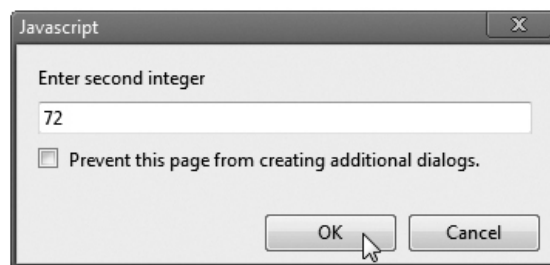 Javascript
Enter second integer
72
Prevent this page from creating additional dialogs.
OK Cancel